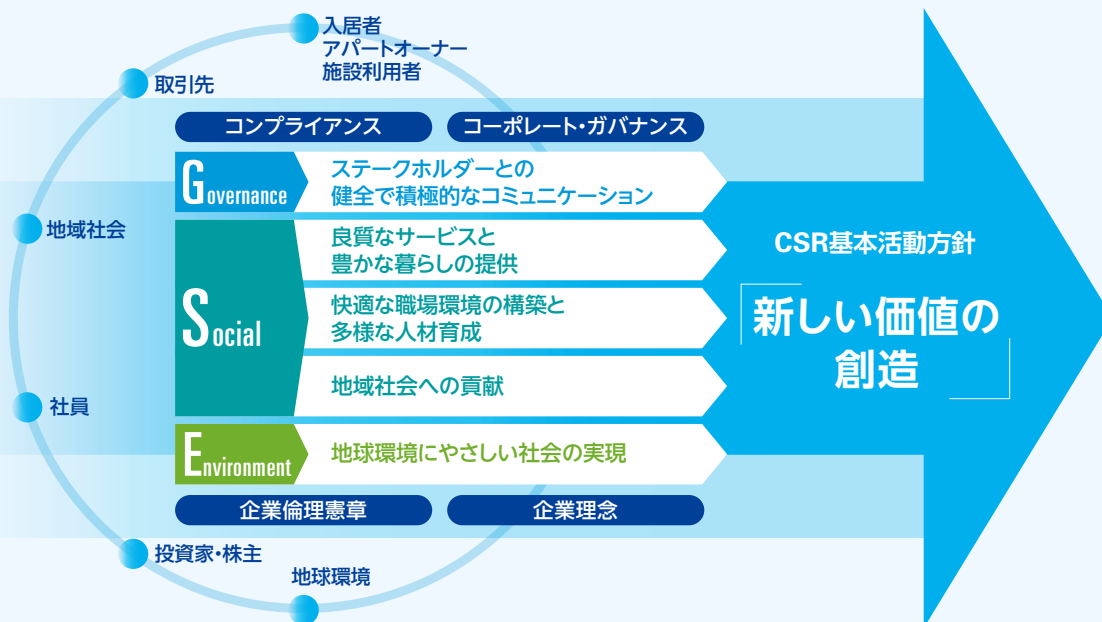 入居者
アパートオーナー
施設利用者
取引先
地域社会
社員
投資家・株主
地球環境
コンプライアンス
コーポレート・ガバナンス
Governance
ステークホルダーとの
健全で積極的なコミュニケーション
Social
良質なサービスと
豊かな暮らしの提供
快適な職場環境の構築と
多様な人材育成
地域社会への貢献
Environment
地球環境にやさしい社会の実現
企業倫理憲章
企業理念
CSR基本活動方針
「新しい価値の
創造」